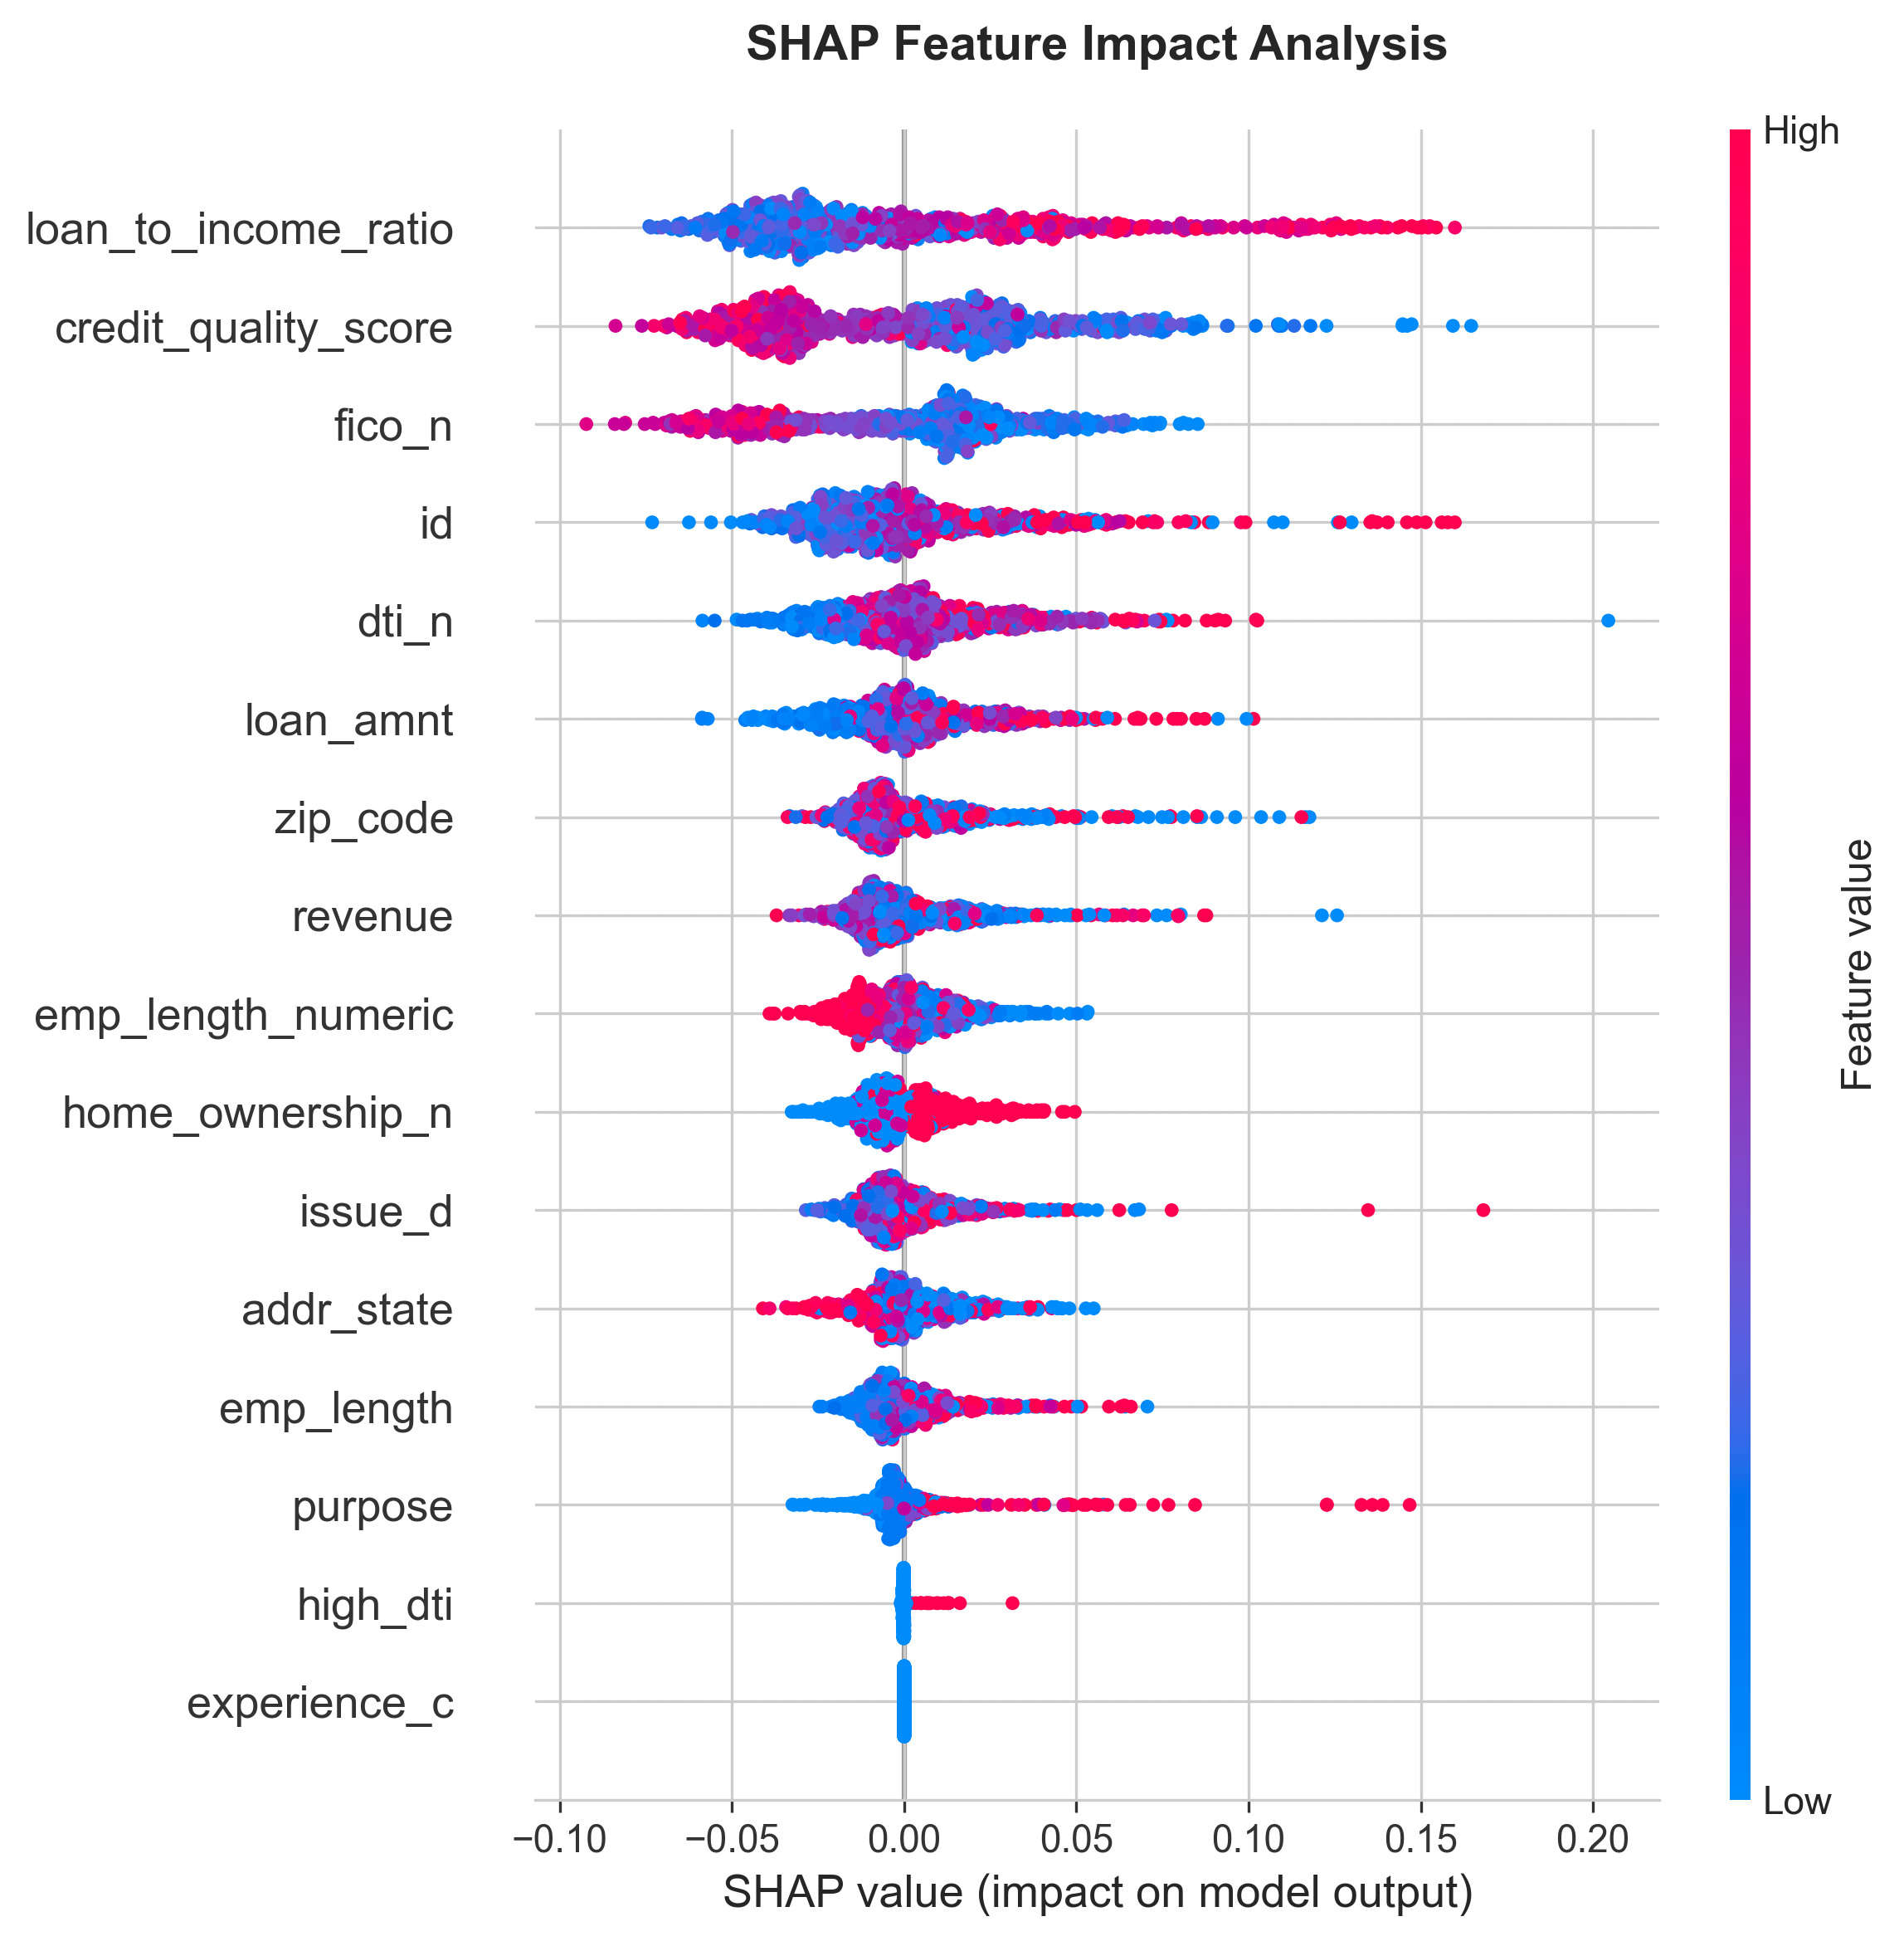 SHAP Feature Impact Analysis
High
loan_to_income_ratio
credit_quality_score
fico_n
id
dti_n
loan_amnt
zip_code
revenue
emp_length_numeric
home_ownership_n
issue_d
addr_state
emp_length
purpose
high_dti
experience_c
Feature value
Low
−0.10 −0.05 0.00 0.05 0.10 0.15 0.20
SHAP value (impact on model output)